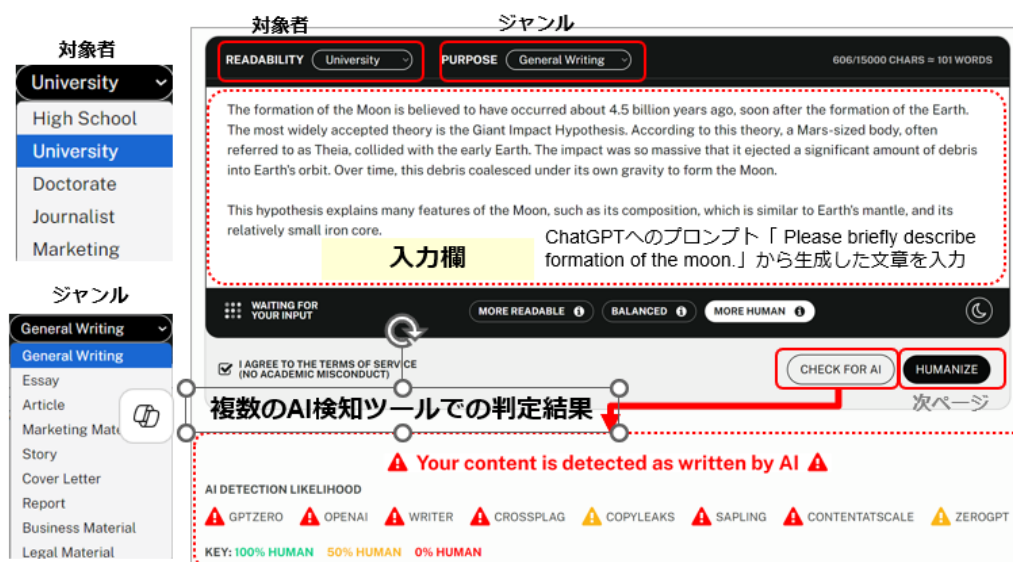 対象者
University
High School
University
Doctorate
Journalist
Marketing
ジャンル
General Writing
General Writing
Essay
Article
Marketing Mate
Story
Cover Letter
Report
Business Material
Legal Material
対象者
ジャンル
READABILITY University PURPOSE General Writing 606/15000 CHARS ≈ 101 WORDS
The formation of the Moon is believed to have occurred about 4.5 billion years ago, soon after the formation of the Earth.
The most widely accepted theory is the Giant Impact Hypothesis. According to this theory, a Mars-sized body, often
referred to as Theia, collided with the early Earth. The impact was so massive that it ejected a significant amount of debris
into Earth's orbit. Over time, this debris coalesced under its own gravity to form the Moon.
This hypothesis explains many features of the Moon, such as its composition, which is similar to Earth's mantle, and its
relatively small iron core.
入力欄
ChatGPTへのプロンプト「 Please briefly describe
formation of the moon.」から生成した文章を入力
WAITING FOR
YOUR INPUT
MORE READABLE BALANCED MORE HUMAN
I AGREE TO THE TERMS OF SERVICE
(NO ACADEMIC MISCONDUCT)
CHECK FOR AI HUMANIZE
次ページ
複数のAI検知ツールでの判定結果
Your content is detected as written by AI
AI DETECTION LIKELIHOOD
GPTZERO OPENAI WRITER CROSSPLAG COPYLEAKS SAPLING CONTENTATSCALE ZEROGPT
KEY: 100% HUMAN 50% HUMAN 0% HUMAN